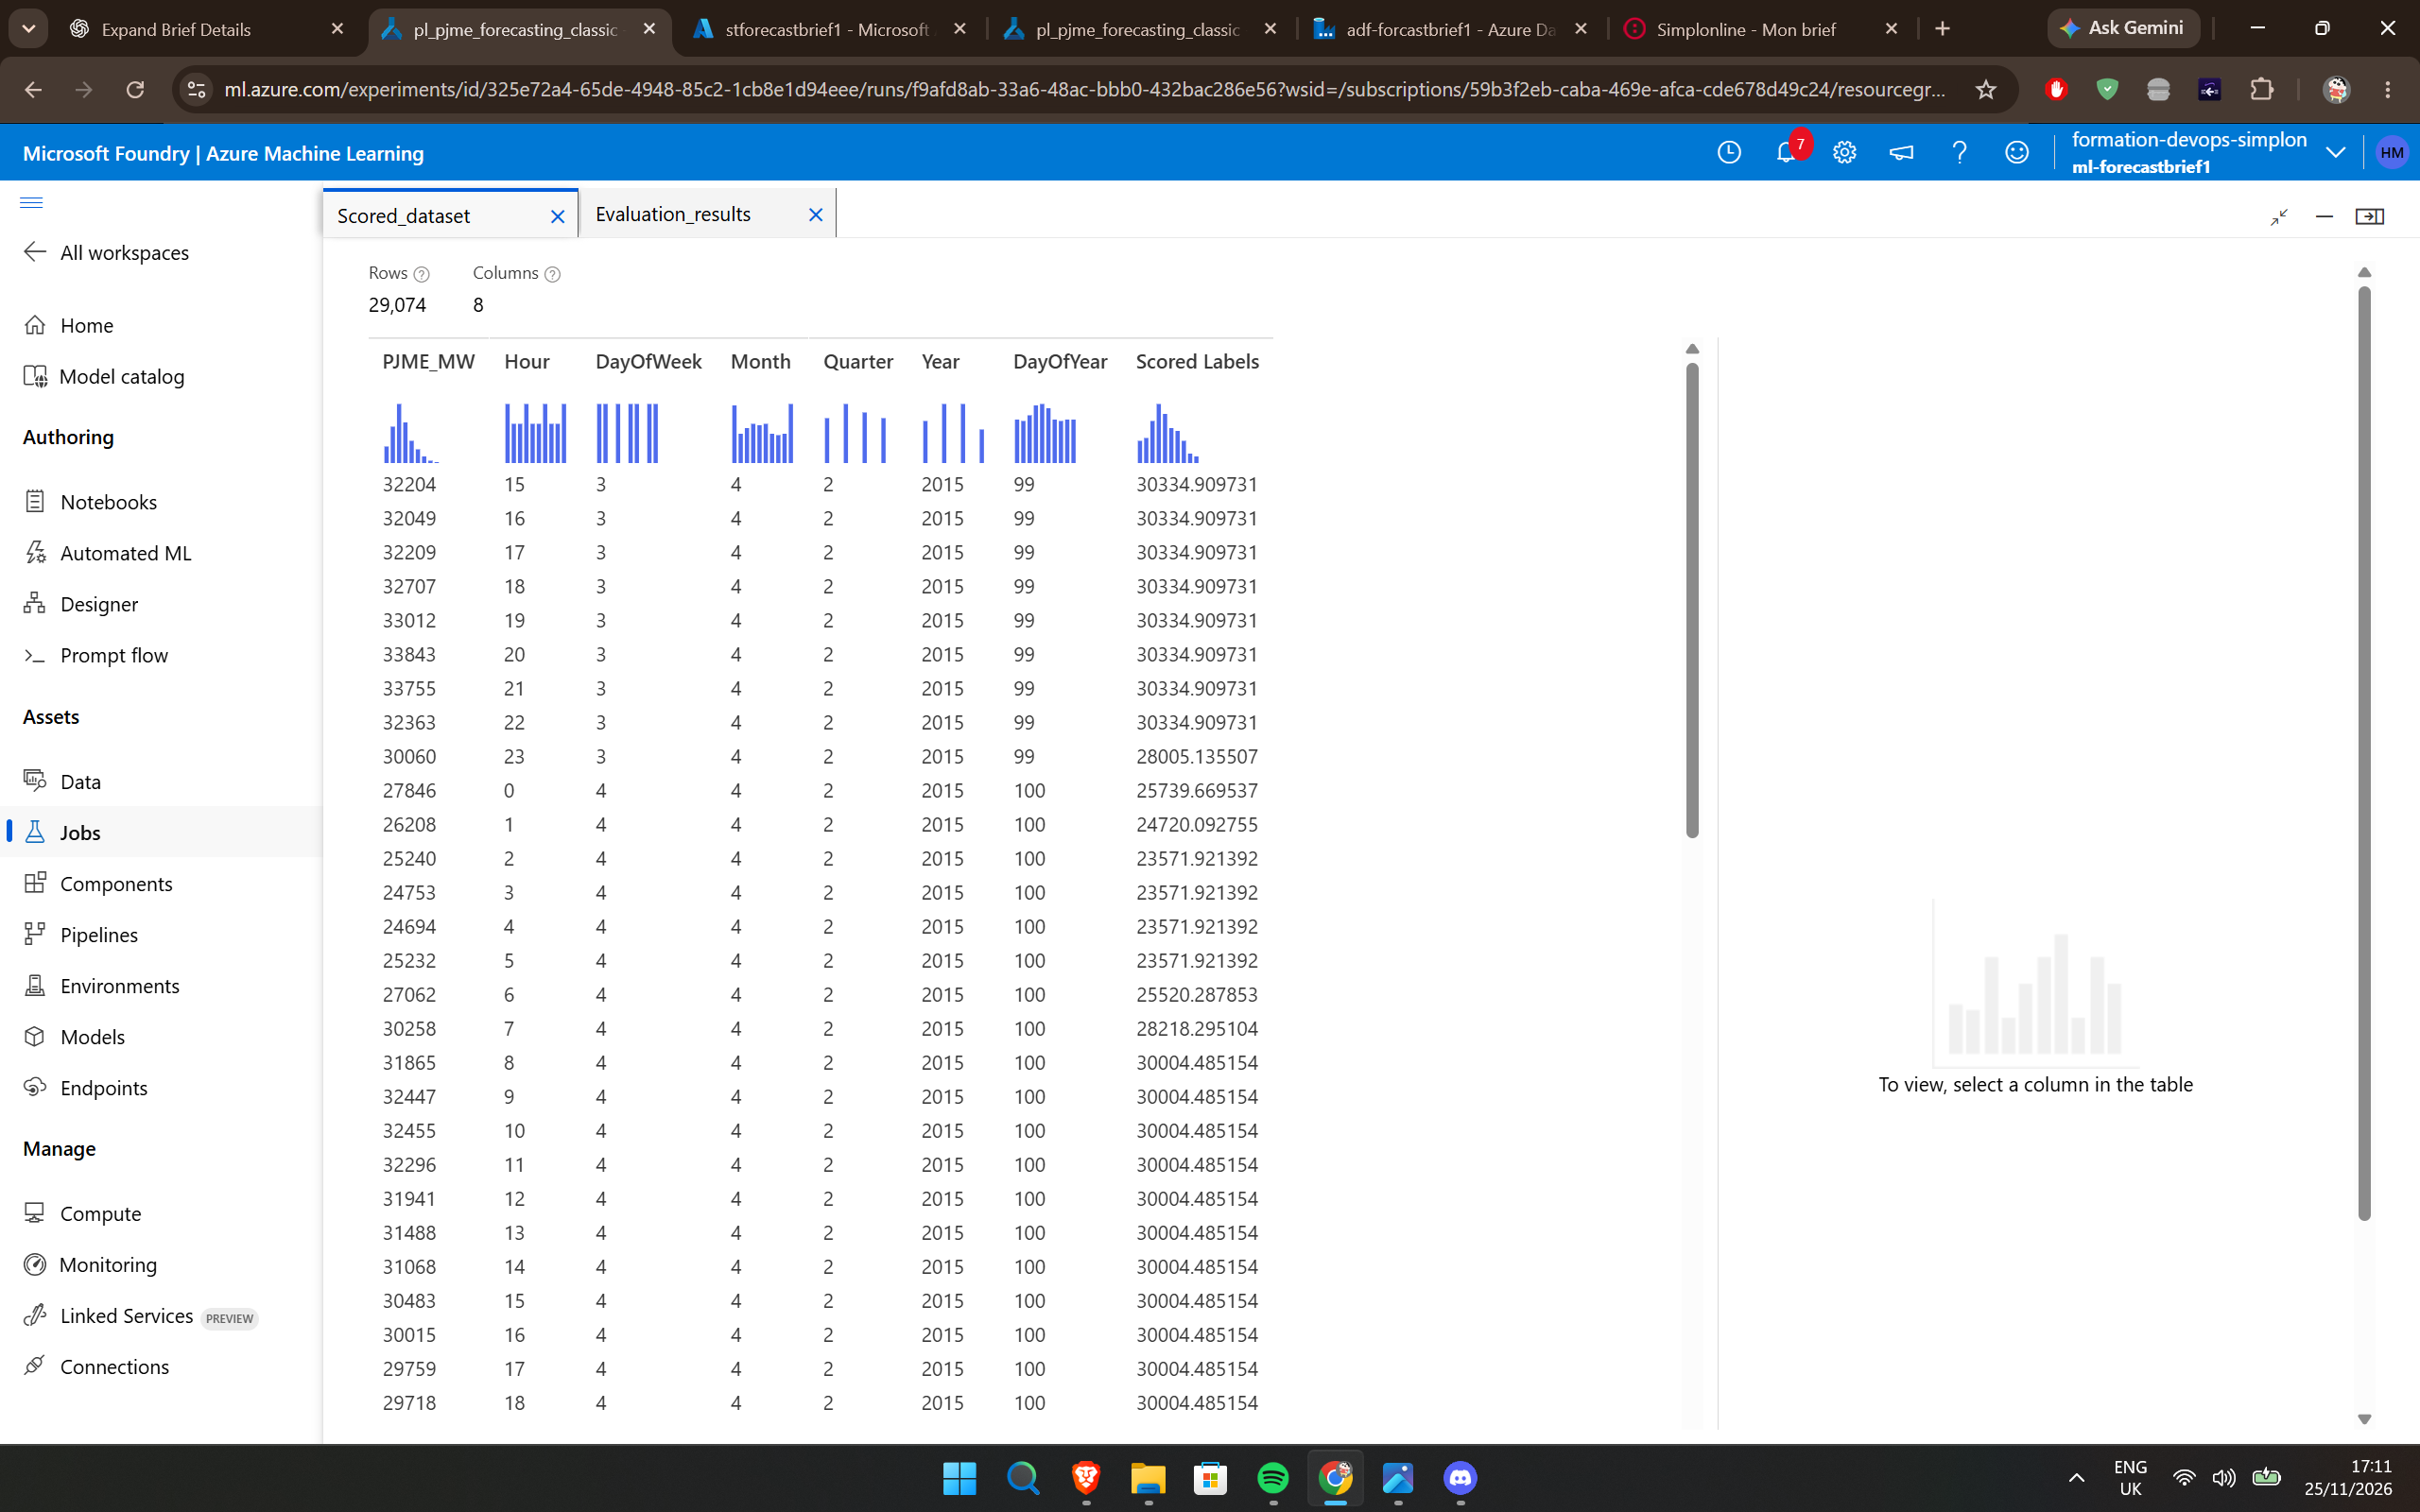 Expand Brief Details
pl_pjme_forecasting_classic
stforecastbrief1 - Microsoft
pl_pjme_forecasting_classic
adf-forcastbrief1 - Azure Da
Simplonline - Mon brief
Ask Gemini
ml.azure.com/experiments/id/325e72a4-65de-4948-85c2-1cb8e1d94eee/runs/f9afd8ab-33a6-48ac-bbb0-432bac286e56?wsid=/subscriptions/59b3f2eb-caba-469e-afca-cde678d49c24/resourcegr...
Microsoft Foundry | Azure Machine Learning
7
formation-devops-simplon
ml-forecastbrief1
HM
All workspaces
Home
Model catalog
Authoring
Notebooks
Automated ML
Designer
Prompt flow
Assets
Data
Jobs
Components
Pipelines
Environments
Models
Endpoints
Manage
Compute
Monitoring
Linked Services PREVIEW
Connections
Scored_dataset
Evaluation_results
Rows Columns
29,074 8
PJME_MW Hour DayOfWeek Month Quarter Year DayOfYear Scored Labels
32204 15 3 4 2 2015 99 30334.909731
32049 16 3 4 2 2015 99 30334.909731
32209 17 3 4 2 2015 99 30334.909731
32707 18 3 4 2 2015 99 30334.909731
33012 19 3 4 2 2015 99 30334.909731
33843 20 3 4 2 2015 99 30334.909731
33755 21 3 4 2 2015 99 30334.909731
32363 22 3 4 2 2015 99 30334.909731
30060 23 3 4 2 2015 99 28005.135507
27846 0 4 4 2 2015 100 25739.669537
26208 1 4 4 2 2015 100 24720.092755
25240 2 4 4 2 2015 100 23571.921392
24753 3 4 4 2 2015 100 23571.921392
24694 4 4 4 2 2015 100 23571.921392
25232 5 4 4 2 2015 100 23571.921392
27062 6 4 4 2 2015 100 25520.287853
30258 7 4 4 2 2015 100 28218.295104
31865 8 4 4 2 2015 100 30004.485154
32447 9 4 4 2 2015 100 30004.485154
32455 10 4 4 2 2015 100 30004.485154
32296 11 4 4 2 2015 100 30004.485154
31941 12 4 4 2 2015 100 30004.485154
31488 13 4 4 2 2015 100 30004.485154
31068 14 4 4 2 2015 100 30004.485154
30483 15 4 4 2 2015 100 30004.485154
30015 16 4 4 2 2015 100 30004.485154
29759 17 4 4 2 2015 100 30004.485154
29718 18 4 4 2 2015 100 30004.485154
To view, select a column in the table
ENG
UK
17:11
25/11/2026